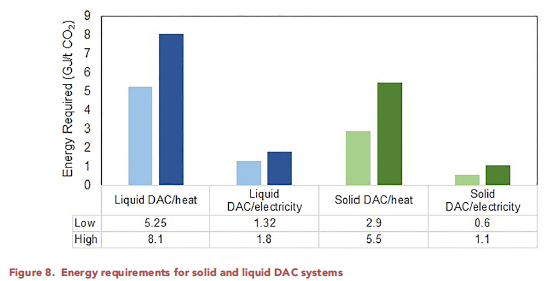 Energy Required (GJ/t CO₂)
9
8
7
6
5
4
3
2
1
0
Liquid DAC/heat
Liquid
DAC/electricity
Solid DAC/heat
Solid
DAC/electricity
Low 5.25 1.32 2.9 0.6
High 8.1 1.8 5.5 1.1
Figure 8. Energy requirements for solid and liquid DAC systems